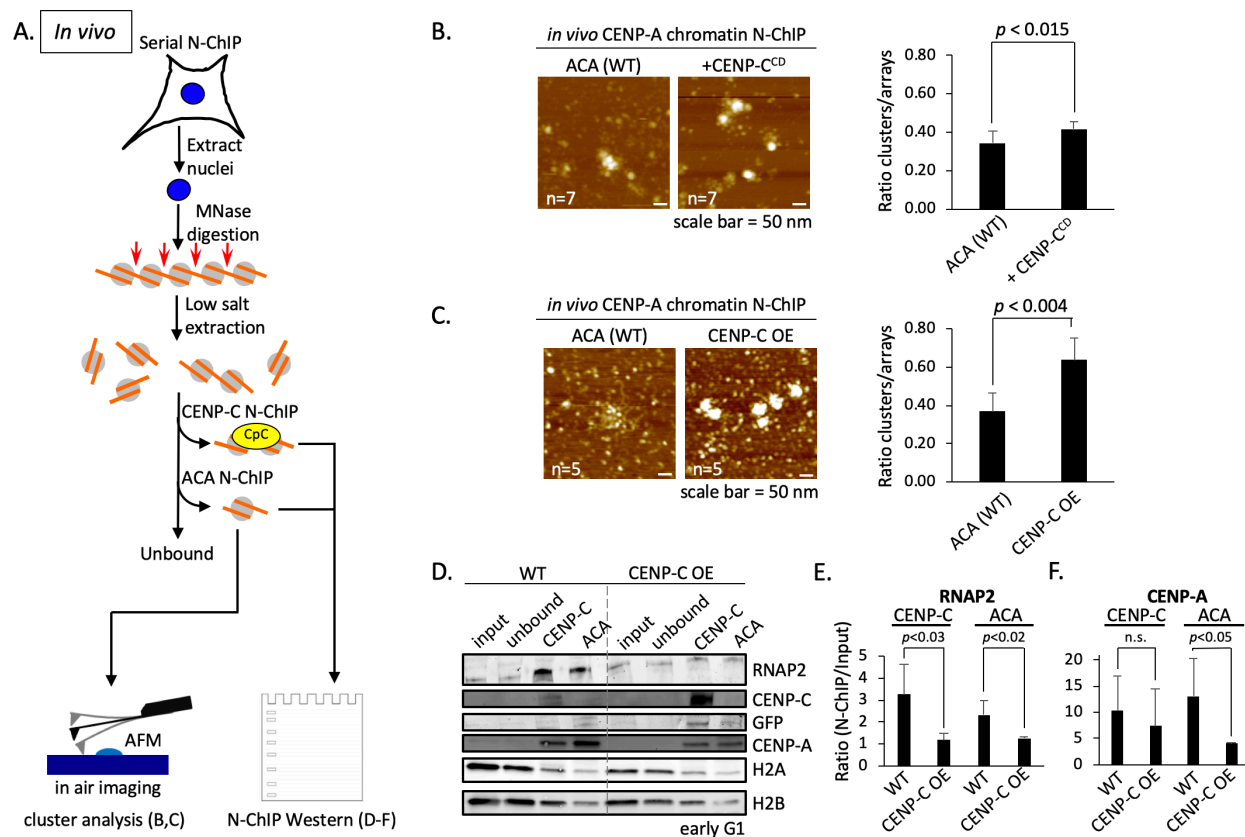 A.
In vivo
Serial N-ChIP
Extract
nuclei
MNase
digestion
Low salt
extraction
CENP-C N-ChIP
CpC
ACA N-ChIP
Unbound
AFM
in air imaging
cluster analysis (B,C)
N-ChIP Western (D-F)
B.
in vivo CENP-A chromatin N-ChIP
ACA (WT)
+CENP-C^CD
n=7
n=7
scale bar = 50 nm
p < 0.015
Ratio clusters/arrays
0.80
0.60
0.40
0.20
0.00
ACA (WT)
+ CENP-C^CD
C.
in vivo CENP-A chromatin N-ChIP
ACA (WT)
CENP-C OE
n=5
n=5
scale bar = 50 nm
p < 0.004
Ratio clusters/arrays
0.80
0.60
0.40
0.20
0.00
ACA (WT)
CENP-C OE
D.
WT
CENP-C OE
input
unbound
CENP-C
ACA
input
unbound
CENP-C
ACA
RNAP2
CENP-C
GFP
CENP-A
H2A
H2B
early G1
E.
RNAP2
CENP-C
ACA
p<0.03
p<0.02
Ratio (N-ChIP/Input)
5
4
3
2
1
0
WT
CENP-C OE
WT
CENP-C OE
F.
CENP-A
CENP-C
ACA
n.s.
p<0.05
20
15
10
5
0
WT
CENP-C OE
WT
CENP-C OE